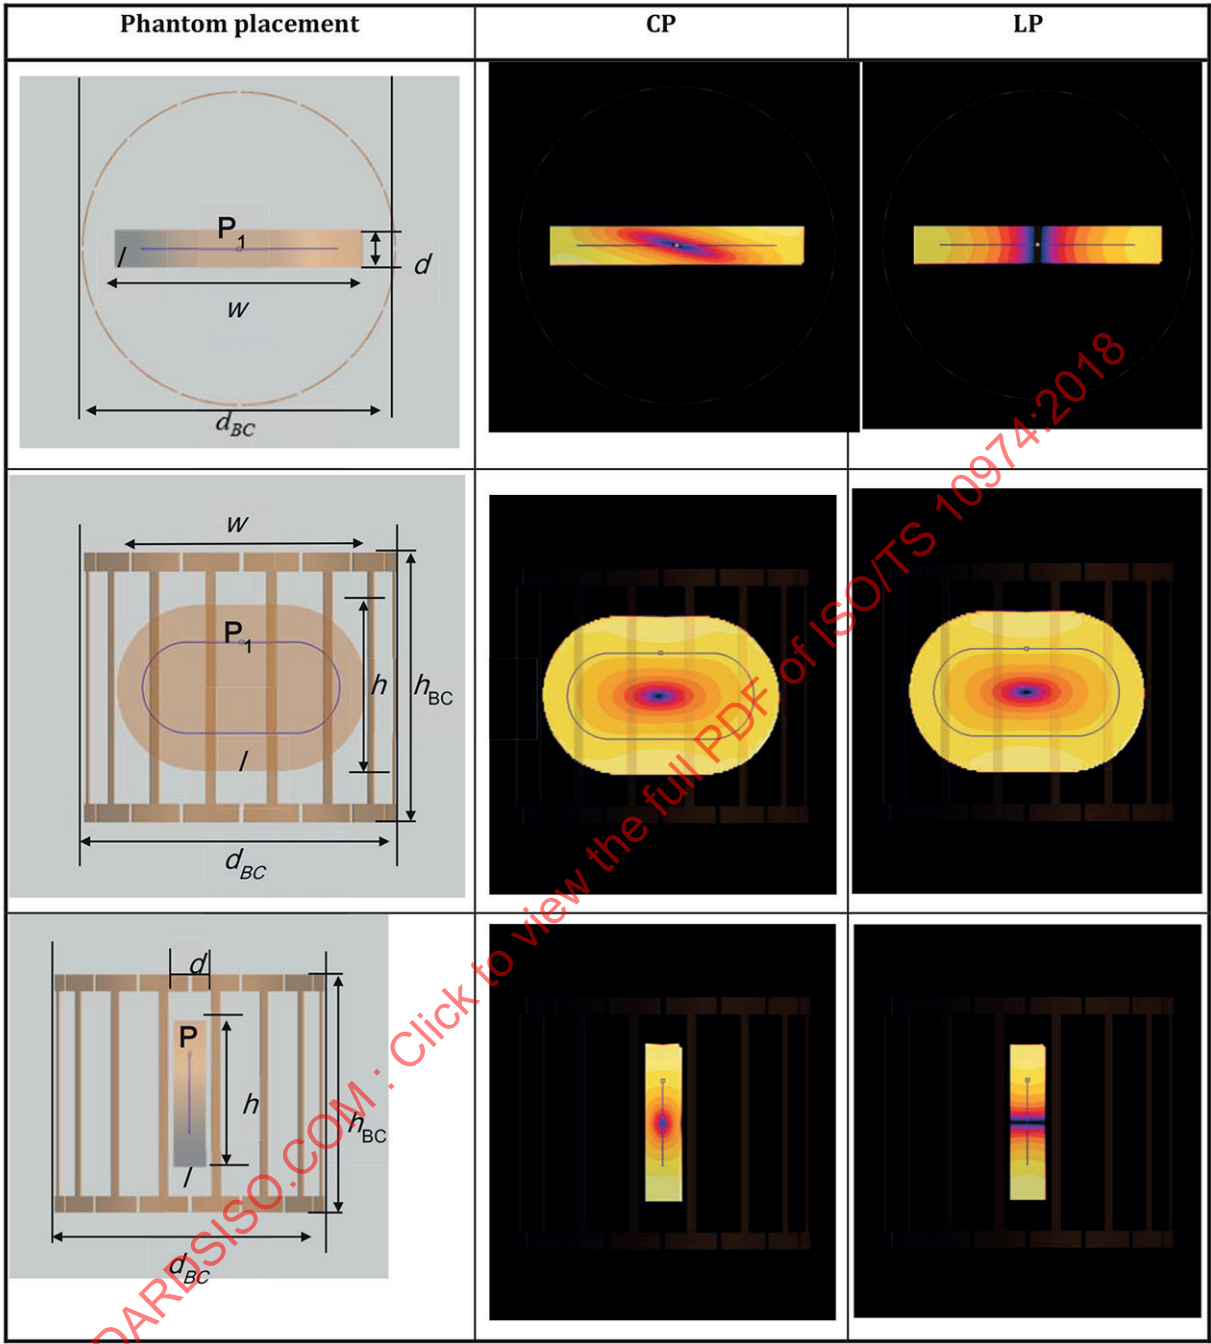 Phantom placement
CP
LP
P1
l
d
w
dBC
w
P1
h
hBC
l
dBC
d
P
h
hBC
l
dBC
DARDSISO.COM : Click to view the full PDF of ISO/TS 10974:2018